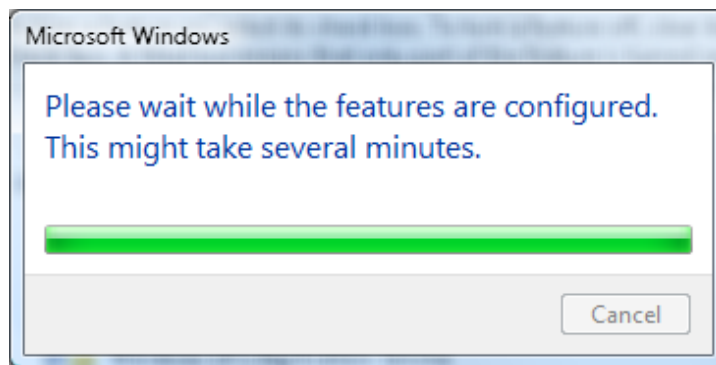 Microsoft Windows
Please wait while the features are configured.
This might take several minutes.
Cancel